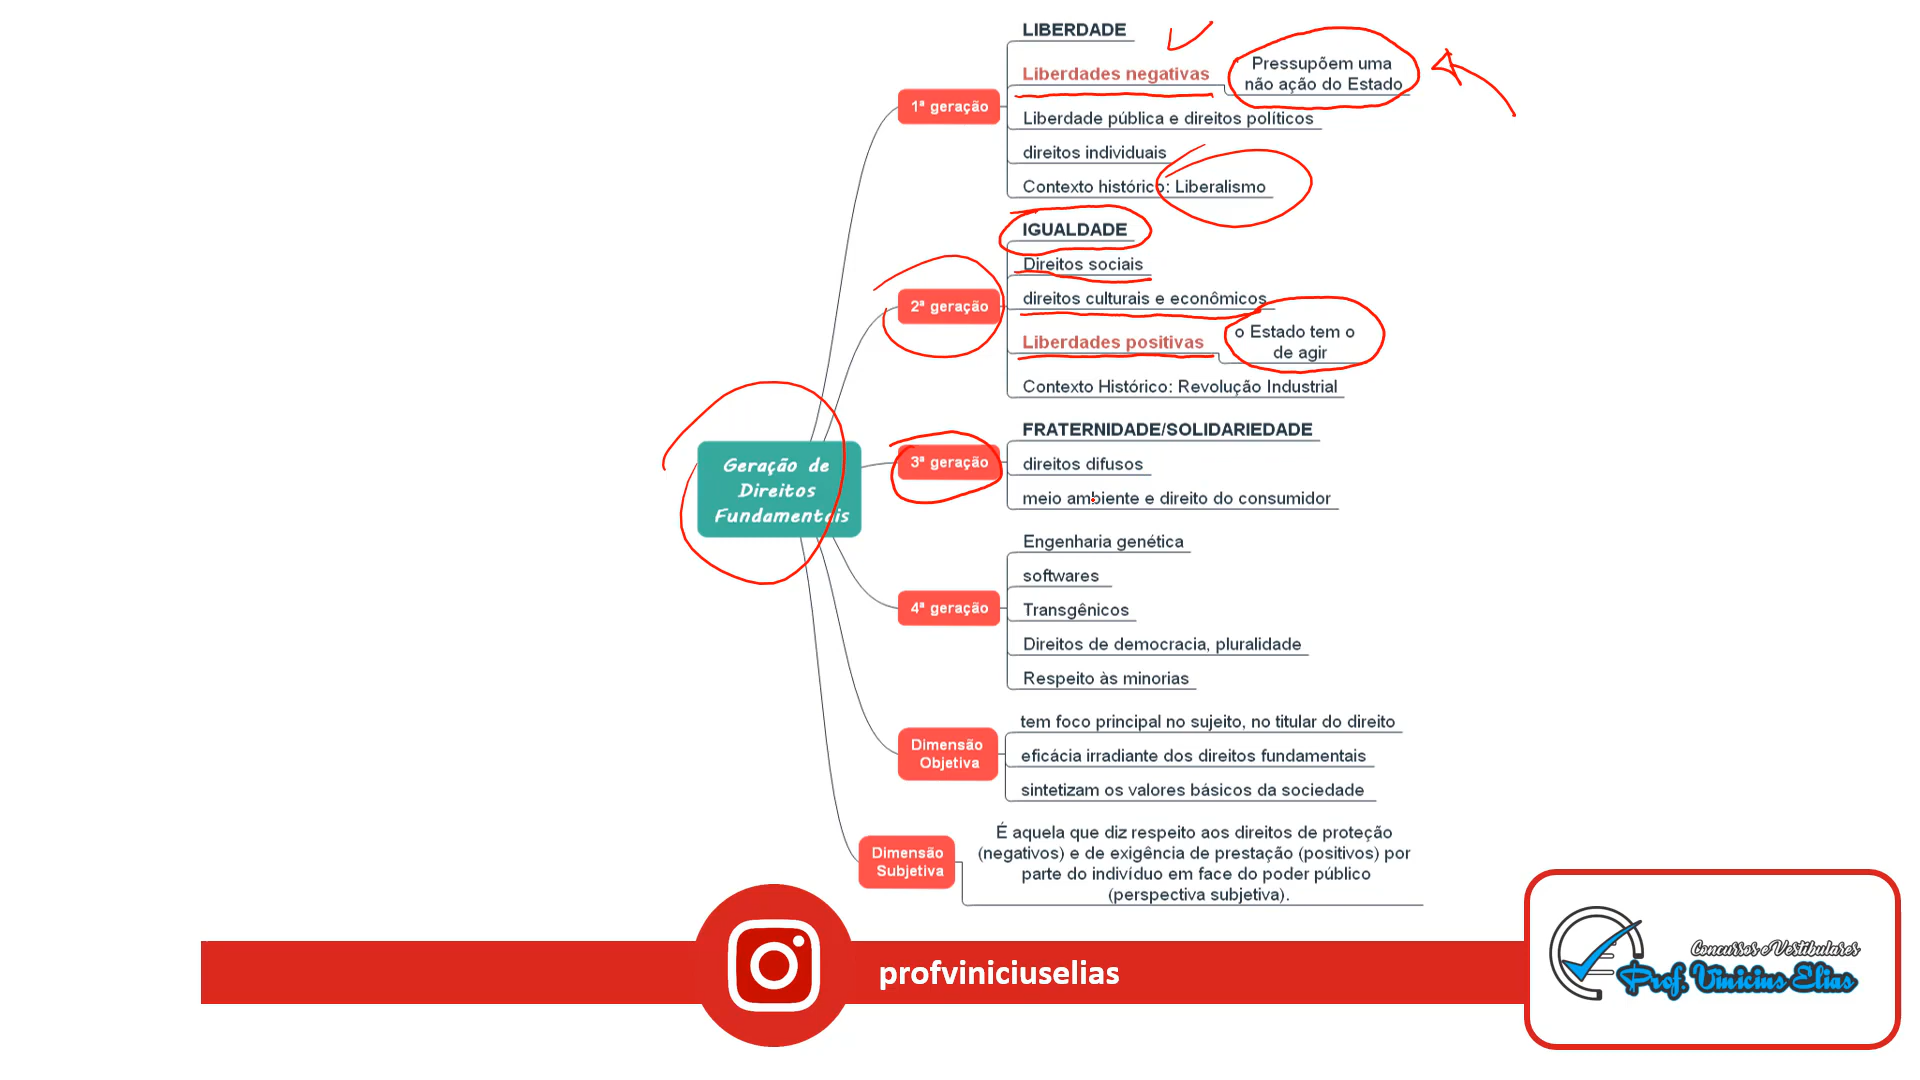 LIBERDADE
Liberdades negativas
Pressupõem uma
não ação do Estado
1ª geração
Liberdade pública e direitos políticos
direitos individuais
Contexto histórico: Liberalismo
IGUALDADE
Direitos sociais
2ª geração
direitos culturais e econômicos
Liberdades positivas
o Estado tem o
de agir
Contexto Histórico: Revolução Industrial
Geração de
Direitos
Fundamentais
FRATERNIDADE/SOLIDARIEDADE
3ª geração
direitos difusos
meio ambiente e direito do consumidor
Engenharia genética
softwares
4ª geração
Transgênicos
Direitos de democracia, pluralidade
Respeito às minorias
Dimensão
Objetiva
tem foco principal no sujeito, no titular do direito
eficácia irradiante dos direitos fundamentais
sintetizam os valores básicos da sociedade
Dimensão
Subjetiva
É aquela que diz respeito aos direitos de proteção
(negativos) e de exigência de prestação (positivos) por
parte do indivíduo em face do poder público
(perspectiva subjetiva).
profviniciuselias
Concursos e Vestibulares
Prof. Vinicius Elias